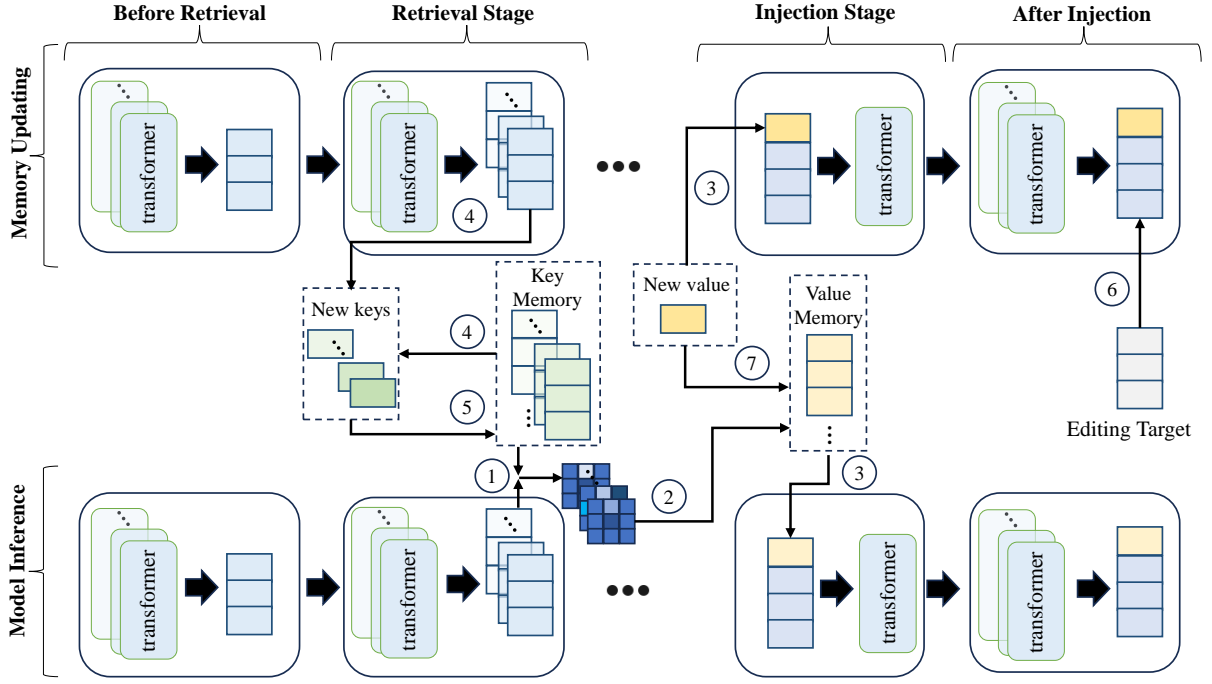 Before Retrieval
Retrieval Stage
Injection Stage
After Injection
Memory Updating
transformer
transformer
transformer
transformer
4
3
6
New keys
Key
Memory
New value
Value
Memory
4
5
7
Editing Target
1
2
3
Model Inference
transformer
transformer
transformer
transformer